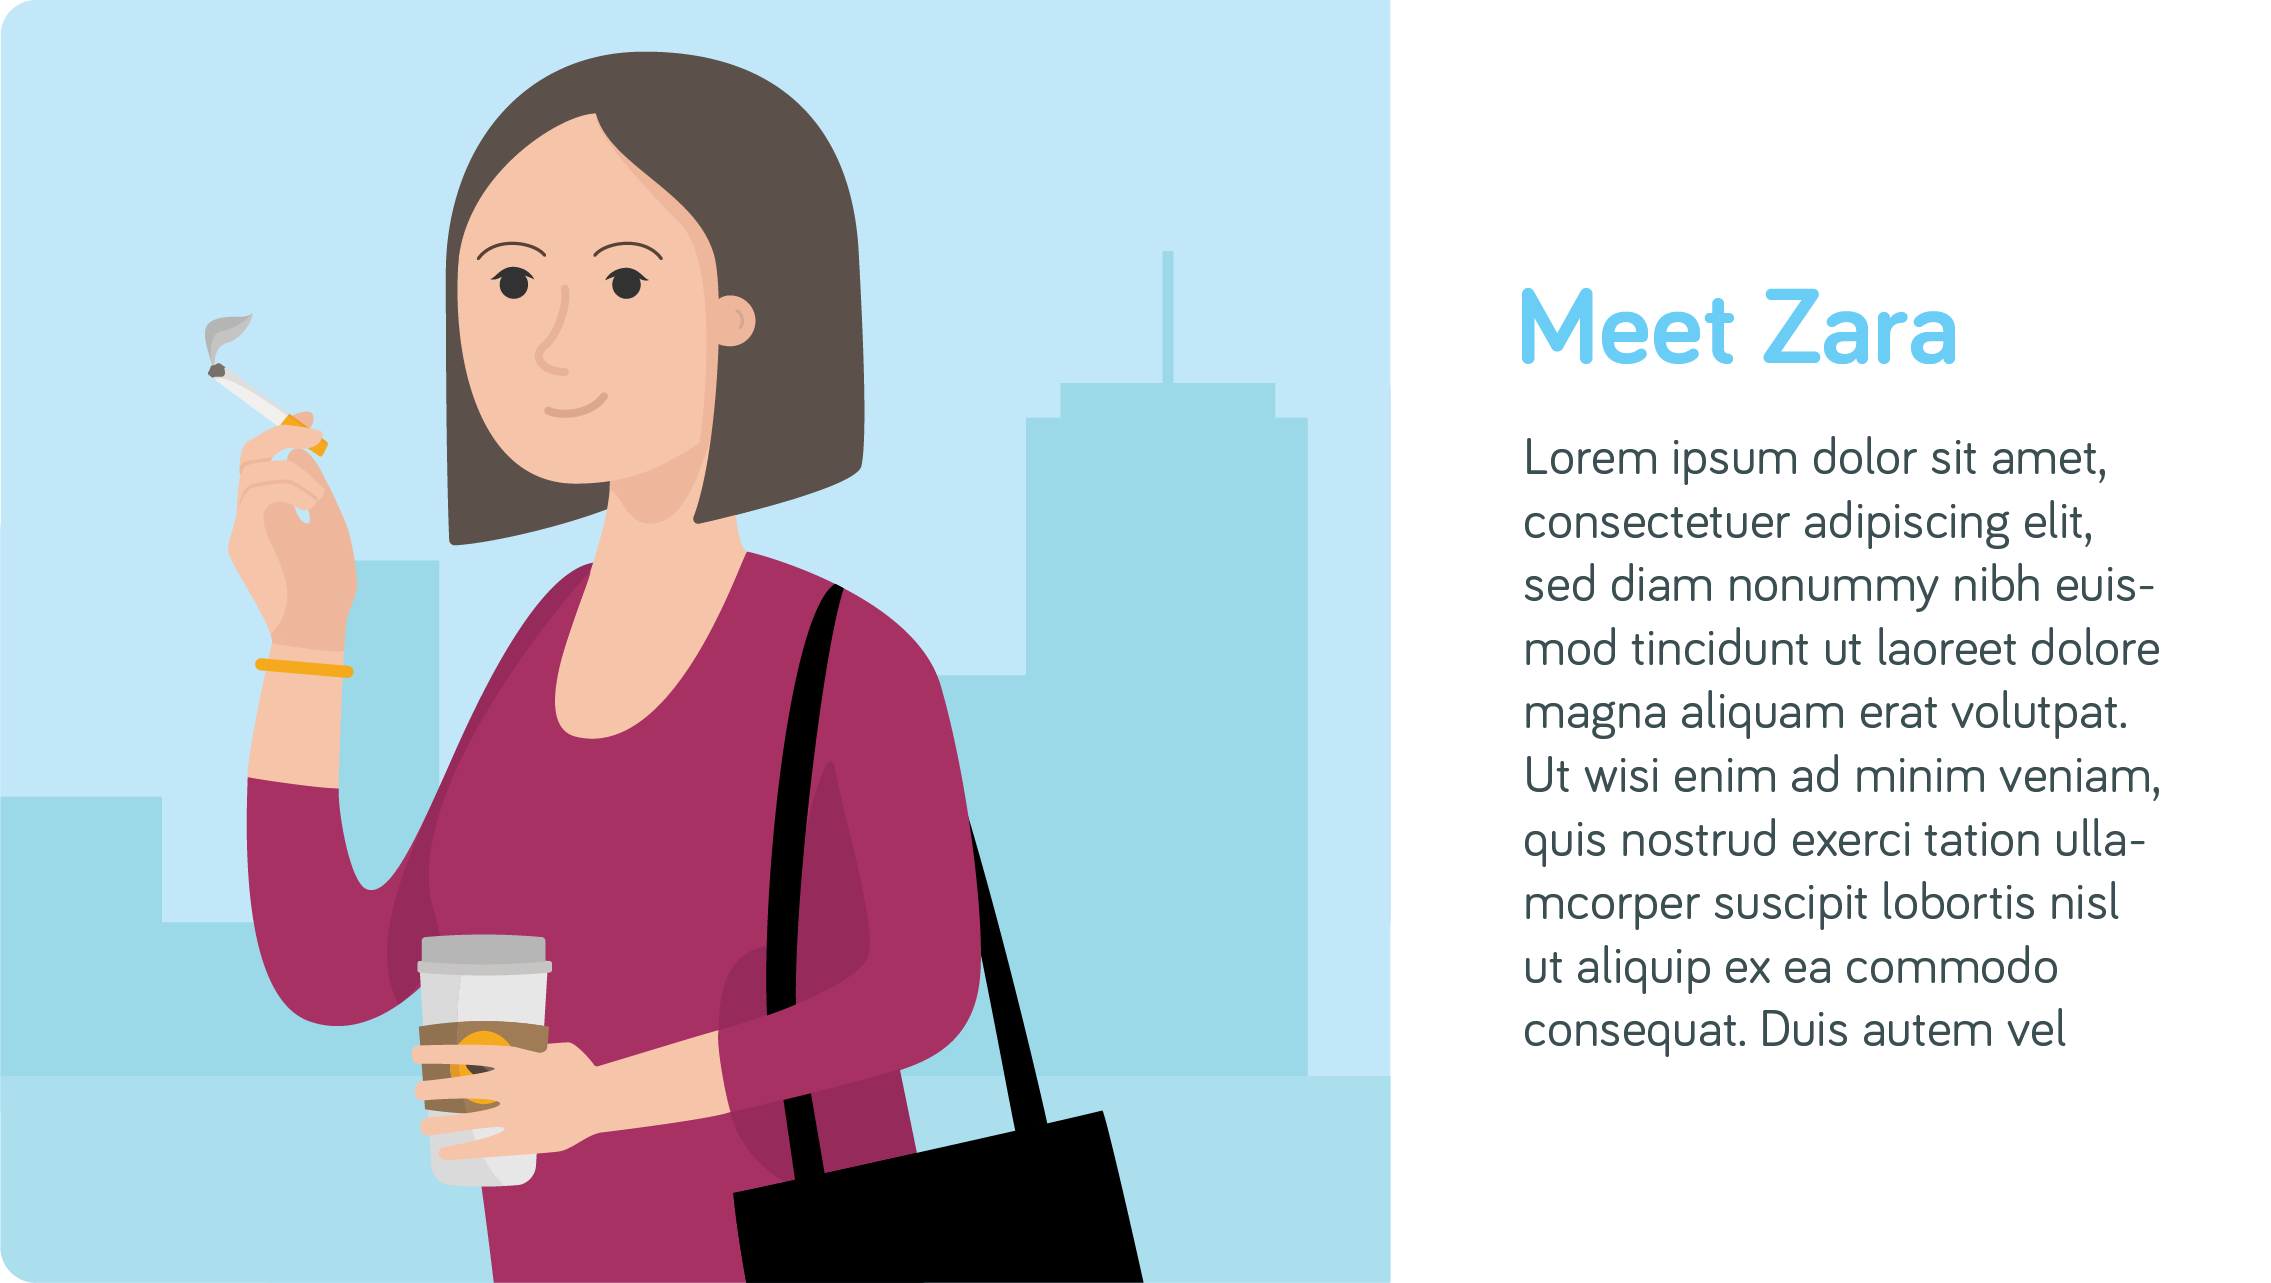 Meet Zara
Lorem ipsum dolor sit amet,
consectetuer adipiscing elit,
sed diam nonummy nibh euis-
mod tincidunt ut laoreet dolore
magna aliquam erat volutpat.
Ut wisi enim ad minim veniam,
quis nostrud exerci tation ulla-
mcorper suscipit lobortis nisl
ut aliquip ex ea commodo
consequat. Duis autem vel